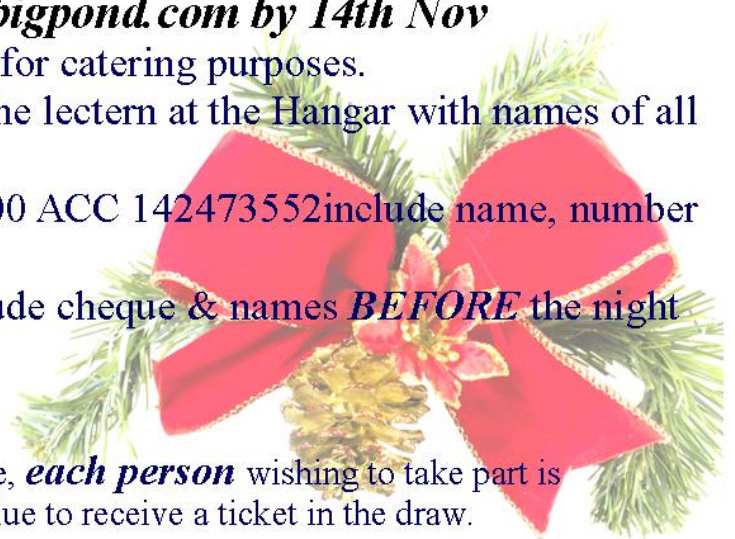 bigpond.com by 14th Nov
for catering purposes.
he lectern at the Hangar with names of all
00 ACC 142473552include name, number
ude cheque & names BEFORE the night
e, each person wishing to take part is
lue to receive a ticket in the draw.